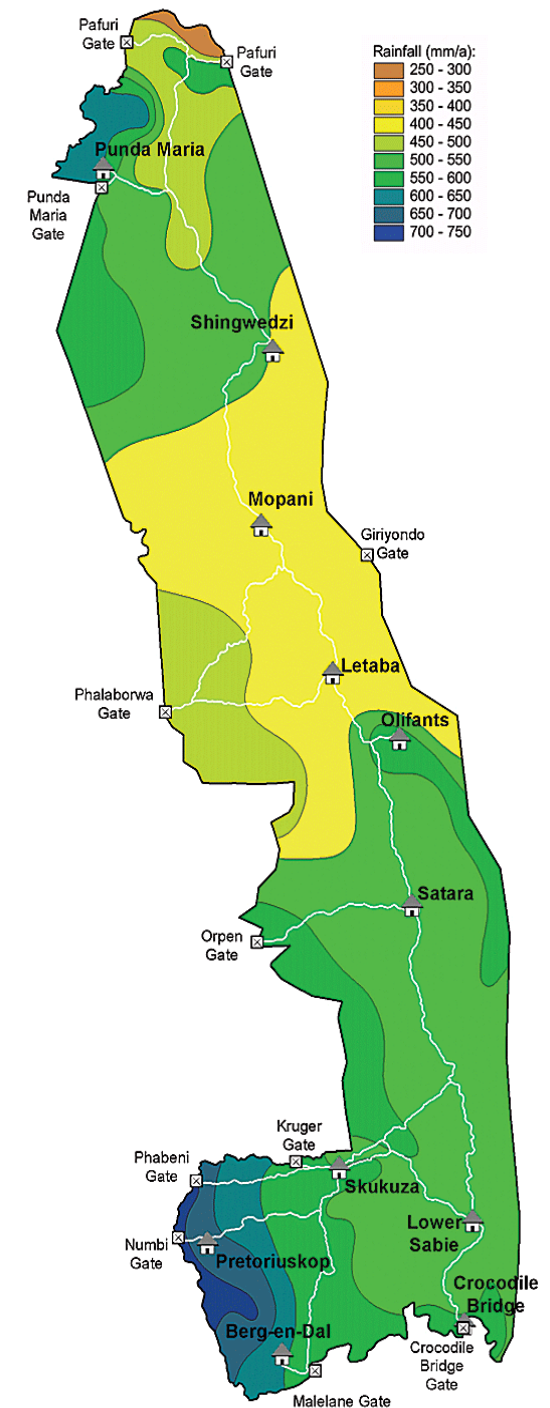 Pafuri
Gate
Pafuri
Gate
Rainfall (mm/a):
250 - 300
300 - 350
350 - 400
400 - 450
450 - 500
500 - 550
550 - 600
600 - 650
650 - 700
700 - 750
Punda Maria
Punda
Maria
Gate
Shingwedzi
Mopani
Giriyondo
Gate
Letaba
Phalaborwa
Gate
Olifants
Satara
Orpen
Gate
Kruger
Gate
Phabeni
Gate
Skukuza
Lower
Sabie
Numbi
Gate
Pretoriuskop
Crocodile
Bridge
Berg-en-Dal
Crocodile
Bridge
Gate
Malelane Gate